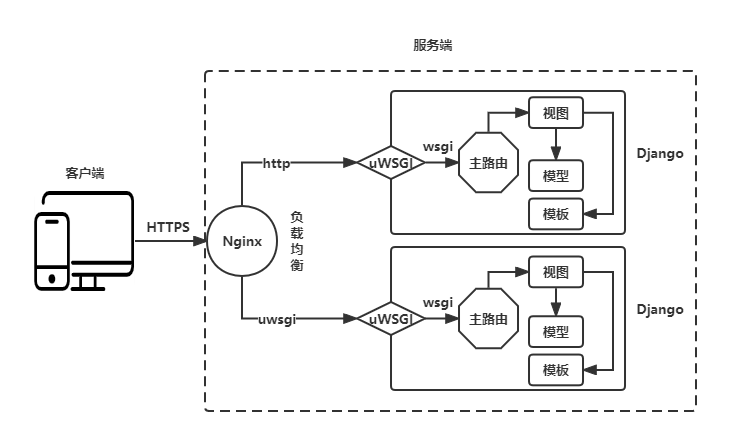 服务端
客户端
HTTPS
Nginx
负载均衡
http
uWSGI
wsgi
主路由
视图
模型
模板
Django
uwsgi
uWSGI
wsgi
主路由
视图
模型
模板
Django